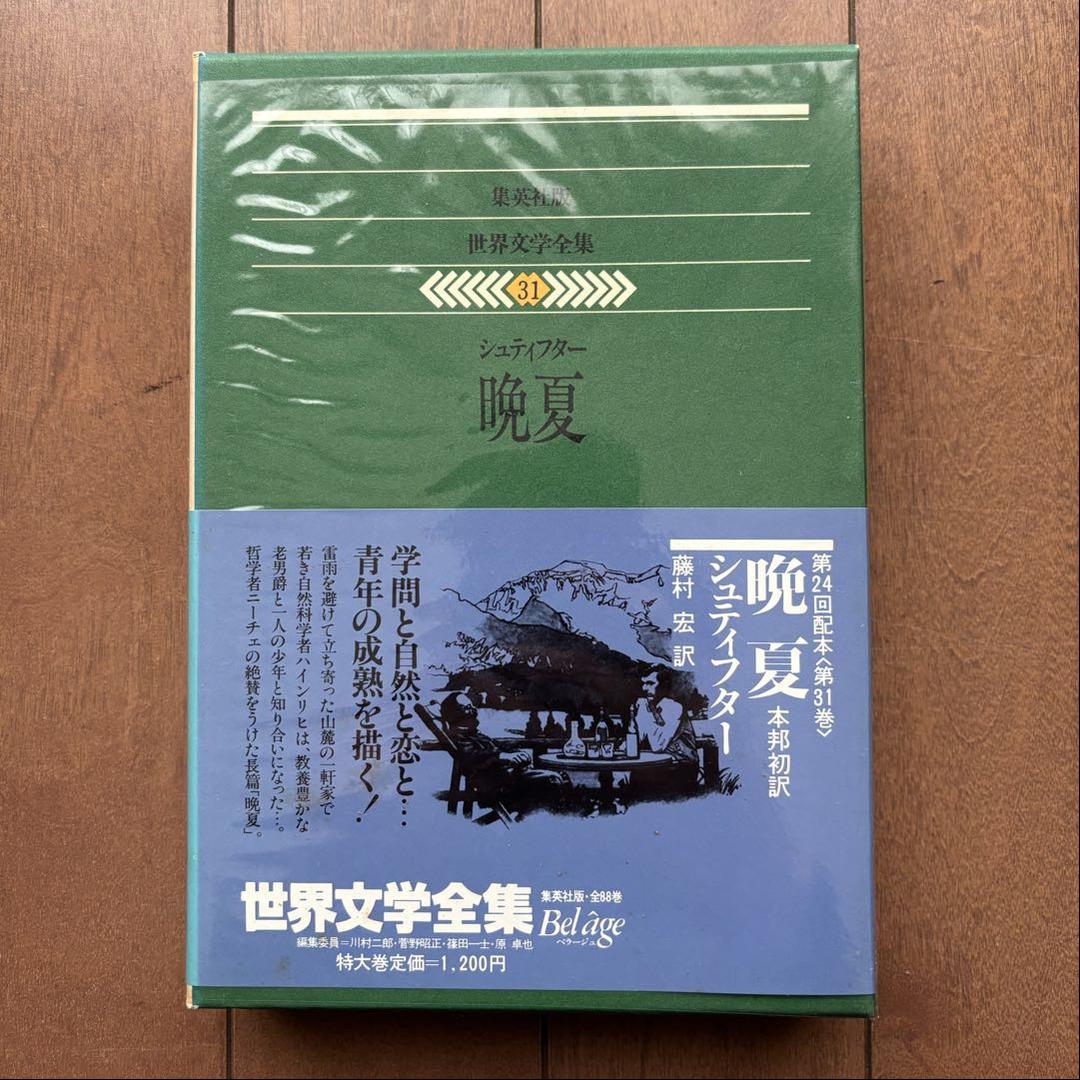 集英社版
世界文学全集
31
シュティフター
晩夏
第24回配本〈第31巻〉
晩夏 本邦初訳
シュティフター
藤村 宏 訳
学問と自然と恋と…
青年の成熟を描く!
雷雨を避けて立ち寄った山麓の一軒家で
若き自然科学者ハインリヒは、教養豊かな
老男爵と一人の少年と知り合いになった…。
哲学者ニーチェの絶賛をうけた長篇「晩夏」。
世界文学全集
集英社版・全88巻
Bel âge
ベラージュ
編集委員=川村二郎・菅野昭正・篠田一士・原 卓也
特大巻定価=1,200円